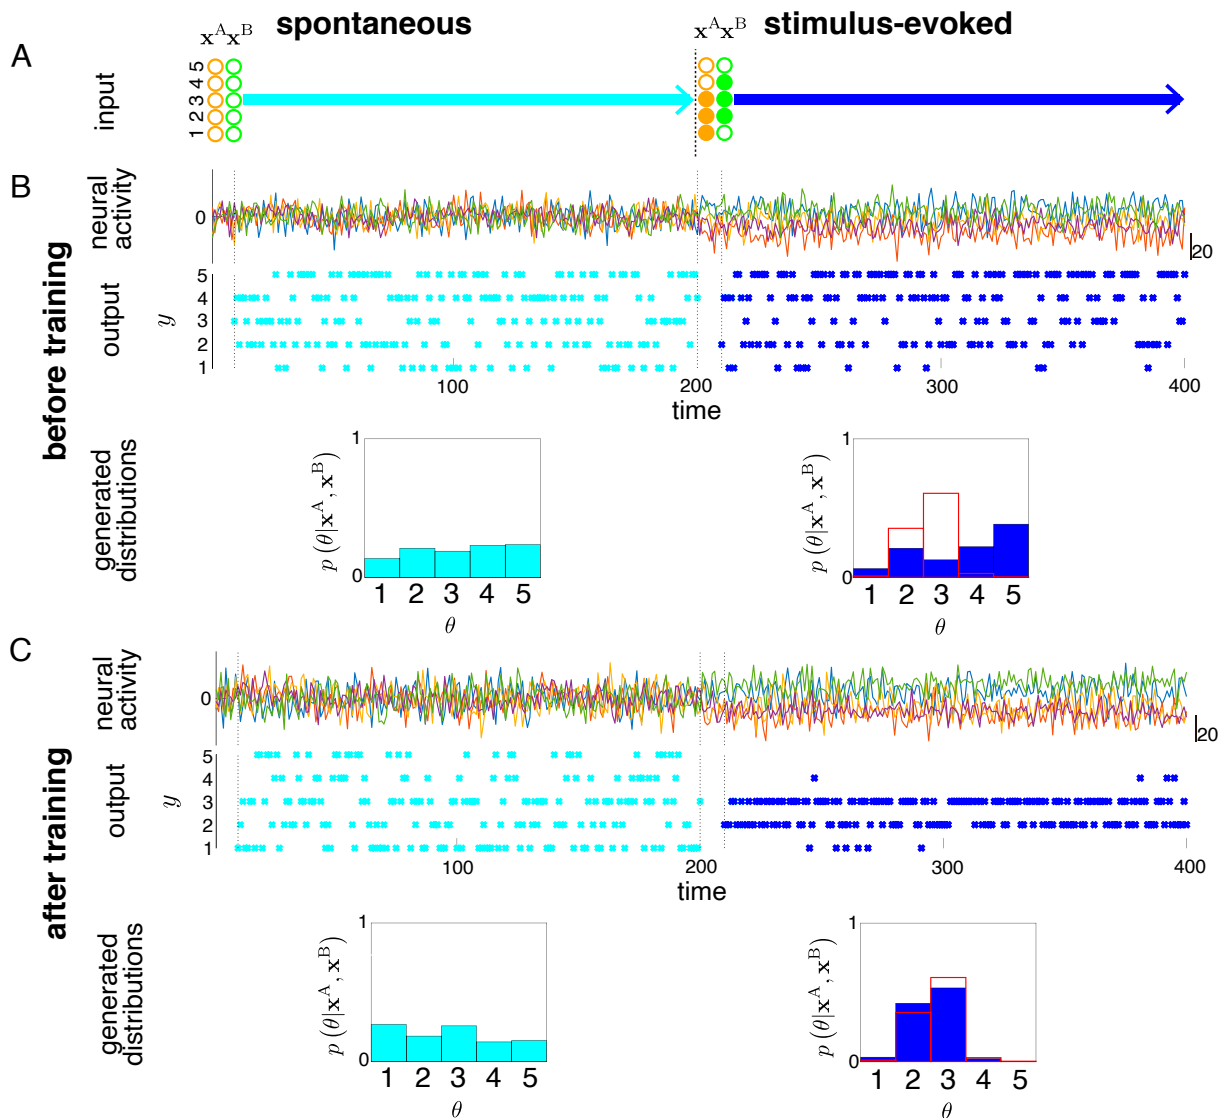 x^A x^B spontaneous x^A x^B stimulus-evoked
A
input
5
4
3
2
1
B
before training
neural activity
0
20
output
y
5
4
3
2
1
100 200 300 400
time
generated distributions
p(θ|x^A, x^B)
1
0
1 2 3 4 5
θ
p(θ|x^A, x^B)
1
0
1 2 3 4 5
θ
C
after training
neural activity
0
20
output
y
5
4
3
2
1
100 200 300 400
time
generated distributions
p(θ|x^A, x^B)
1
0
1 2 3 4 5
θ
p(θ|x^A, x^B)
1
0
1 2 3 4 5
θ